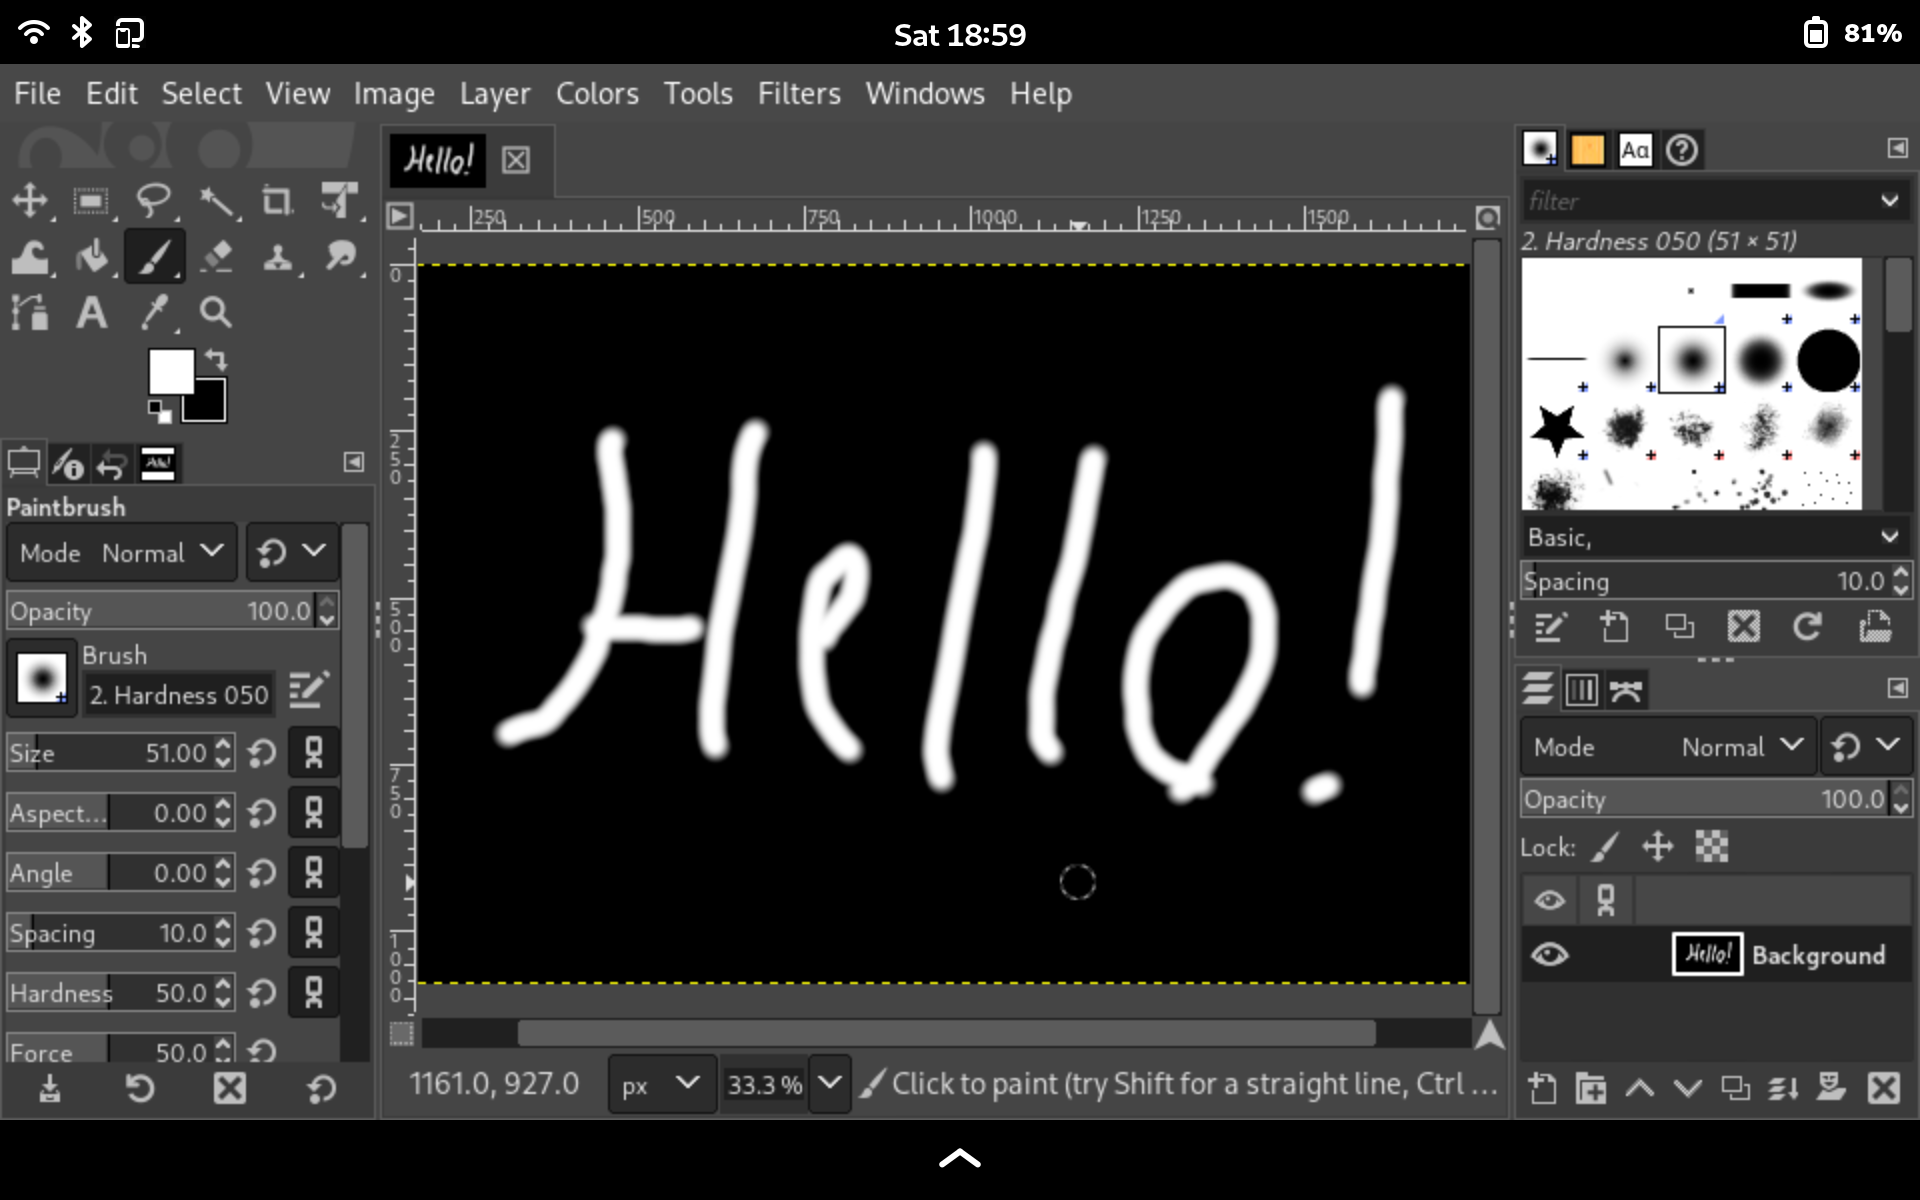 Sat 18:59
81%
File Edit Select View Image Layer Colors Tools Filters Windows Help
Hello!
Aa
filter
250 500 750 1000 1250 1500
2. Hardness 050 (51 × 51)
0
250
500
750
1000
Hello!
Paintbrush
Mode Normal
Opacity 100.0
Brush
2. Hardness 050
Size 51.00
Aspect... 0.00
Angle 0.00
Spacing 10.0
Hardness 50.0
Force 50.0
1161.0, 927.0 px 33.3 % Click to paint (try Shift for a straight line, Ctrl ...
Basic,
Spacing 10.0
Mode Normal
Opacity 100.0
Lock:
Hello! Background